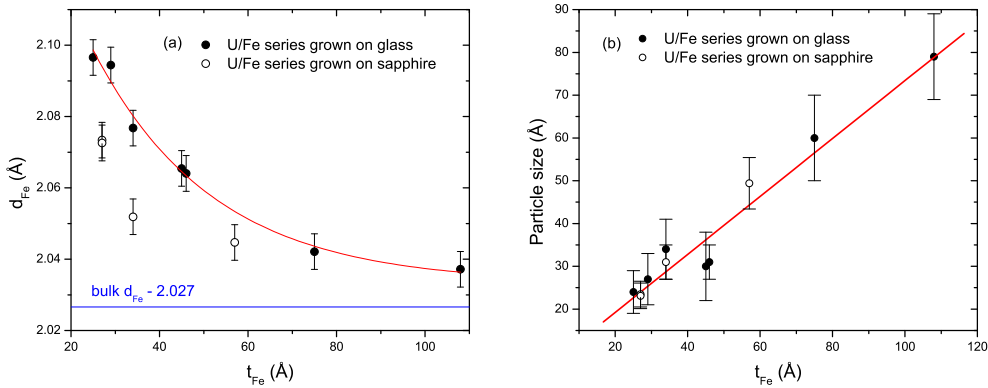 (a)
U/Fe series grown on glass
U/Fe series grown on sapphire
2.10
2.08
2.06
2.04
2.02
d_Fe (Å)
bulk d_Fe - 2.027
20 40 60 80 100
t_Fe (Å)
(b)
U/Fe series grown on glass
U/Fe series grown on sapphire
90
80
70
60
50
40
30
20
Particle size (Å)
20 40 60 80 100 120
t_Fe (Å)